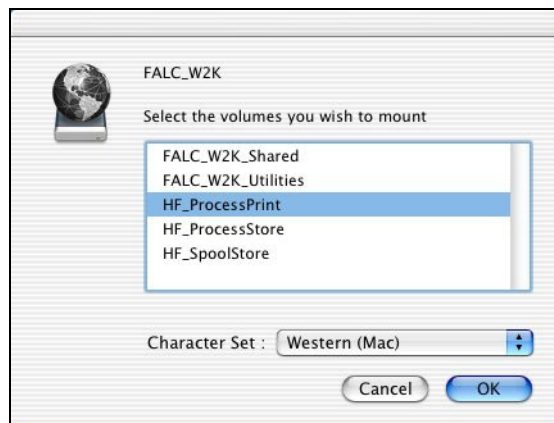 FALC_W2K
Select the volumes you wish to mount
FALC_W2K_Shared
FALC_W2K_Utilities
HF_ProcessPrint
HF_ProcessStore
HF_SpoolStore
Character Set : Western (Mac)
Cancel OK